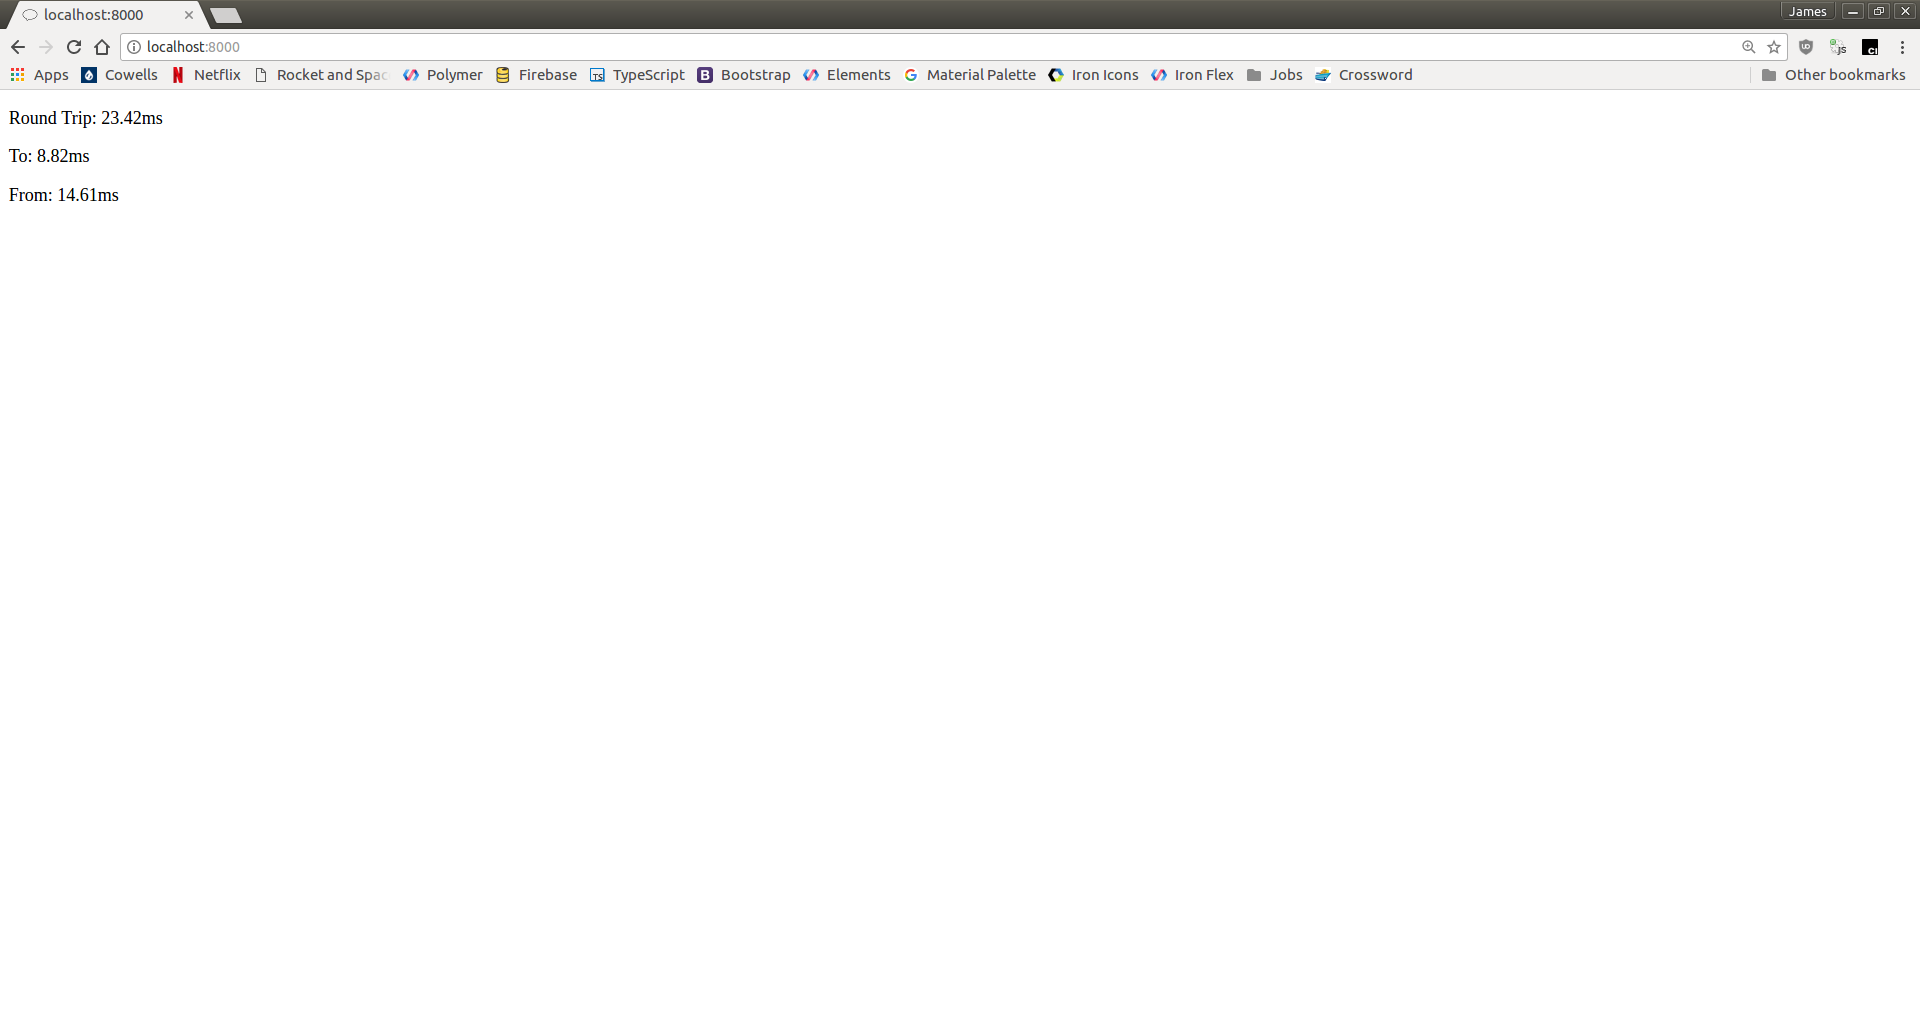 localhost:8000
James
localhost:8000
Apps Cowells Netflix Rocket and Spac Polymer Firebase TypeScript Bootstrap Elements Material Palette Iron Icons Iron Flex Jobs Crossword Other bookmarks
Round Trip: 23.42ms
To: 8.82ms
From: 14.61ms